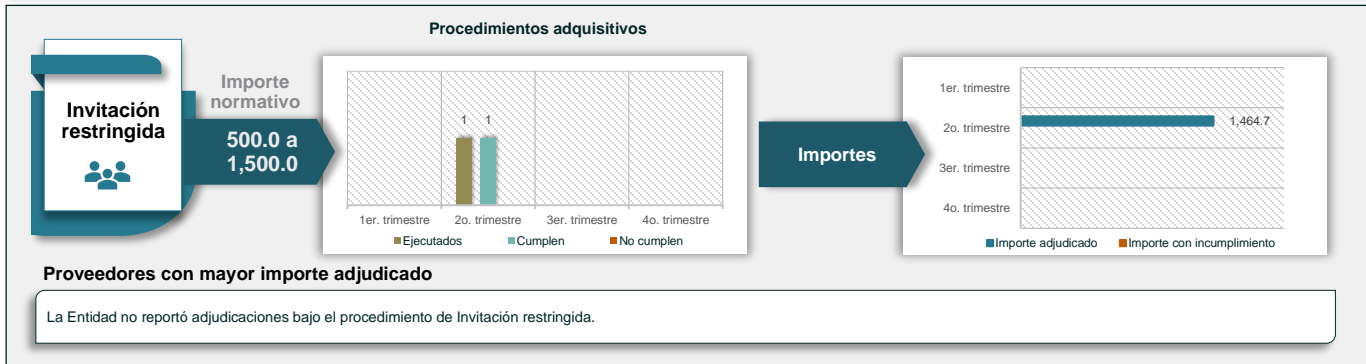 Procedimientos adquisitivos
Invitación
restringida
Importe
normativo
500.0 a
1,500.0
1 1
1er. trimestre 2o. trimestre 3er. trimestre 4o. trimestre
Ejecutados Cumplen No cumplen
Importes
1er. trimestre
2o. trimestre
1,464.7
3er. trimestre
4o. trimestre
Importe adjudicado Importe con incumplimiento
Proveedores con mayor importe adjudicado
La Entidad no reportó adjudicaciones bajo el procedimiento de Invitación restringida.